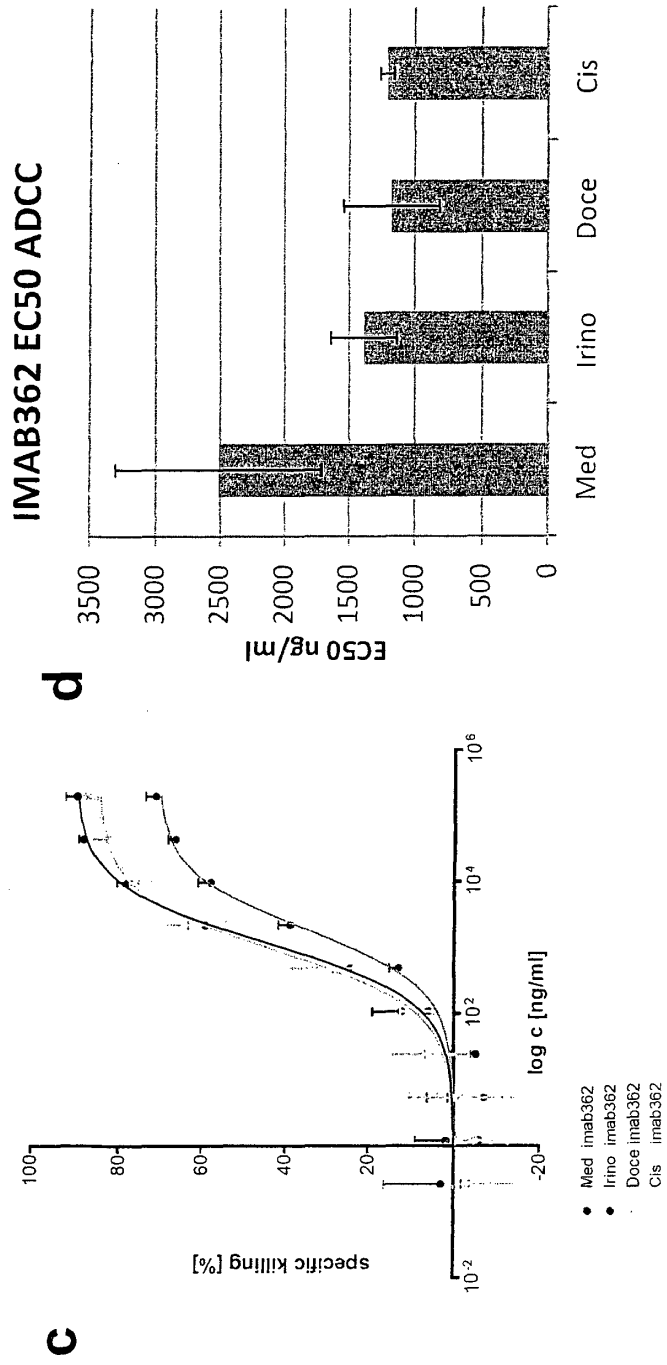 c
100
80
60
40
20
-20
specific killing [%]
10-2
102
104
106
log c [ng/ml]
Med imab362
Irino imab362
Doce imab362
Cis imab362
d
IMAB362 EC50 ADCC
3500
3000
2500
2000
1500
1000
500
0
EC50 ng/ml
Med
Irino
Doce
Cis